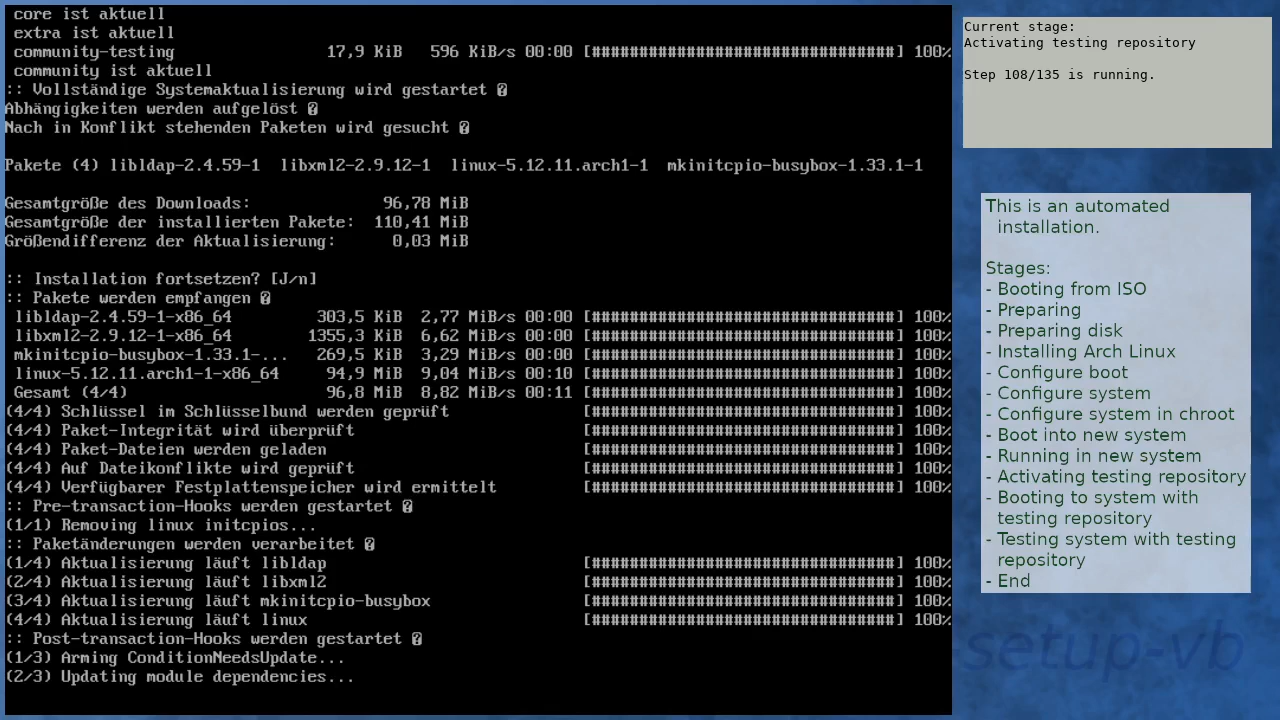 core ist aktuell
extra ist aktuell
community-testing 17,9 KiB 596 KiB/s 00:00 [################################] 100%
community ist aktuell
:: Vollständige Systemaktualisierung wird gestartet �
Abhängigkeiten werden aufgelöst �
Nach in Konflikt stehenden Paketen wird gesucht �
Pakete (4) libldap-2.4.59-1 libxml2-2.9.12-1 linux-5.12.11.arch1-1 mkinitcpio-busybox-1.33.1-1
Gesamtgröße des Downloads: 96,78 MiB
Gesamtgröße der installierten Pakete: 110,41 MiB
Größendifferenz der Aktualisierung: 0,03 MiB
:: Installation fortsetzen? [J/n]
:: Pakete werden empfangen �
libldap-2.4.59-1-x86_64 303,5 KiB 2,77 MiB/s 00:00 [################################] 100%
libxml2-2.9.12-1-x86_64 1355,3 KiB 6,62 MiB/s 00:00 [################################] 100%
mkinitcpio-busybox-1.33.1-... 269,5 KiB 3,29 MiB/s 00:00 [################################] 100%
linux-5.12.11.arch1-1-x86_64 94,9 MiB 9,04 MiB/s 00:10 [################################] 100%
Gesamt (4/4) 96,8 MiB 8,82 MiB/s 00:11 [################################] 100%
(4/4) Schlüssel im Schlüsselbund werden geprüft [################################] 100%
(4/4) Paket-Integrität wird überprüft [################################] 100%
(4/4) Paket-Dateien werden geladen [################################] 100%
(4/4) Auf Dateikonflikte wird geprüft [################################] 100%
(4/4) Verfügbarer Festplattenspeicher wird ermittelt [################################] 100%
:: Pre-transaction-Hooks werden gestartet �
(1/1) Removing linux initcpios...
:: Paketänderungen werden verarbeitet �
(1/4) Aktualisierung läuft libldap [################################] 100%
(2/4) Aktualisierung läuft libxml2 [################################] 100%
(3/4) Aktualisierung läuft mkinitcpio-busybox [################################] 100%
(4/4) Aktualisierung läuft linux [################################] 100%
:: Post-transaction-Hooks werden gestartet �
(1/3) Arming ConditionNeedsUpdate...
(2/3) Updating module dependencies...
Current stage:
Activating testing repository
Step 108/135 is running.
This is an automated
installation.
Stages:
- Booting from ISO
- Preparing
- Preparing disk
- Installing Arch Linux
- Configure boot
- Configure system
- Configure system in chroot
- Boot into new system
- Running in new system
- Activating testing repository
- Booting to system with
testing repository
- Testing system with testing
repository
- End
setup-vb